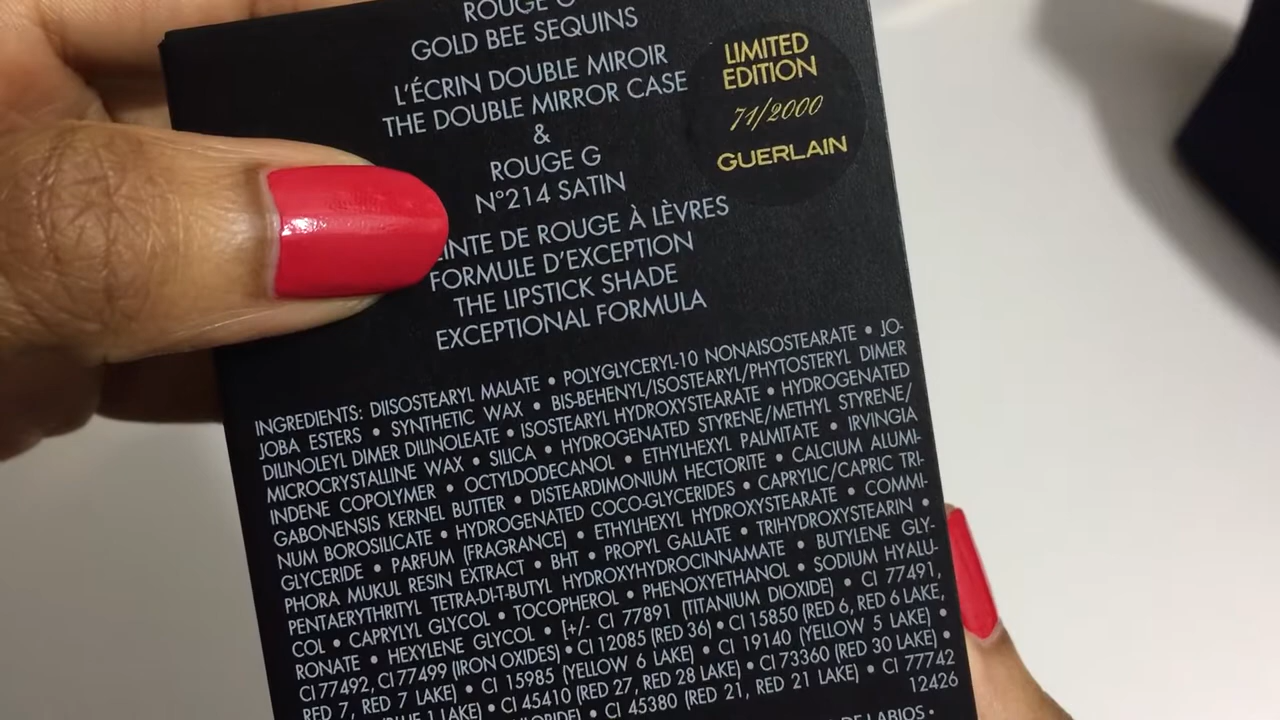 ROUGE G
GOLD BEE SEQUINS
L'ÉCRIN DOUBLE MIROIR
THE DOUBLE MIRROR CASE
&
ROUGE G
N°214 SATIN
LIMITED
EDITION
71/2000
GUERLAIN
DE ROUGE À LÈVRES
FORMULE D'EXCEPTION
THE LIPSTICK SHADE
EXCEPTIONAL FORMULA
INGREDIENTS: DIISOSTEARYL MALATE • POLYGLYCERYL-10 NONAISOSTEARATE • JO-
JOBA ESTERS • SYNTHETIC WAX • BIS-BEHENYL/ISOSTEARYL/PHYTOSTERYL DIMER
DILINOLEYL DIMER DILINOLEATE • ISOSTEARYL HYDROXYSTEARATE • HYDROGENATED
MICROCRYSTALLINE WAX • SILICA • HYDROGENATED STYRENE/METHYL STYRENE/
INDENE COPOLYMER • OCTYLDODECANOL • ETHYLHEXYL PALMITATE • IRVINGIA
GABONENSIS KERNEL BUTTER • DISTEARDIMONIUM HECTORITE • CALCIUM ALUMI-
NUM BOROSILICATE • HYDROGENATED COCO-GLYCERIDES • CAPRYLIC/CAPRIC TRI-
GLYCERIDE • PARFUM (FRAGRANCE) • ETHYLHEXYL HYDROXYSTEARATE • COMMI-
PHORA MUKUL RESIN EXTRACT • BHT • PROPYL GALLATE • TRIHYDROXYSTEARIN •
PENTAERYTHRITYL TETRA-DI-T-BUTYL HYDROXYHYDROCINNAMATE • BUTYLENE GLY-
COL • CAPRYLYL GLYCOL • TOCOPHEROL • PHENOXYETHANOL • SODIUM HYALU-
RONATE • HEXYLENE GLYCOL • [+/- CI 77891 (TITANIUM DIOXIDE) • CI 77491,
CI 77492, CI 77499 (IRON OXIDES) • CI 12085 (RED 36) • CI 15850 (RED 6, RED 6 LAKE,
RED 7, RED 7 LAKE) • CI 15985 (YELLOW 6 LAKE) • CI 19140 (YELLOW 5 LAKE) •
1 LAKE) • CI 45410 (RED 27, RED 28 LAKE) • CI 73360 (RED 30 LAKE) •
CI 45380 (RED 21, RED 21 LAKE) • CI 77742
12426
DE LABIOS •